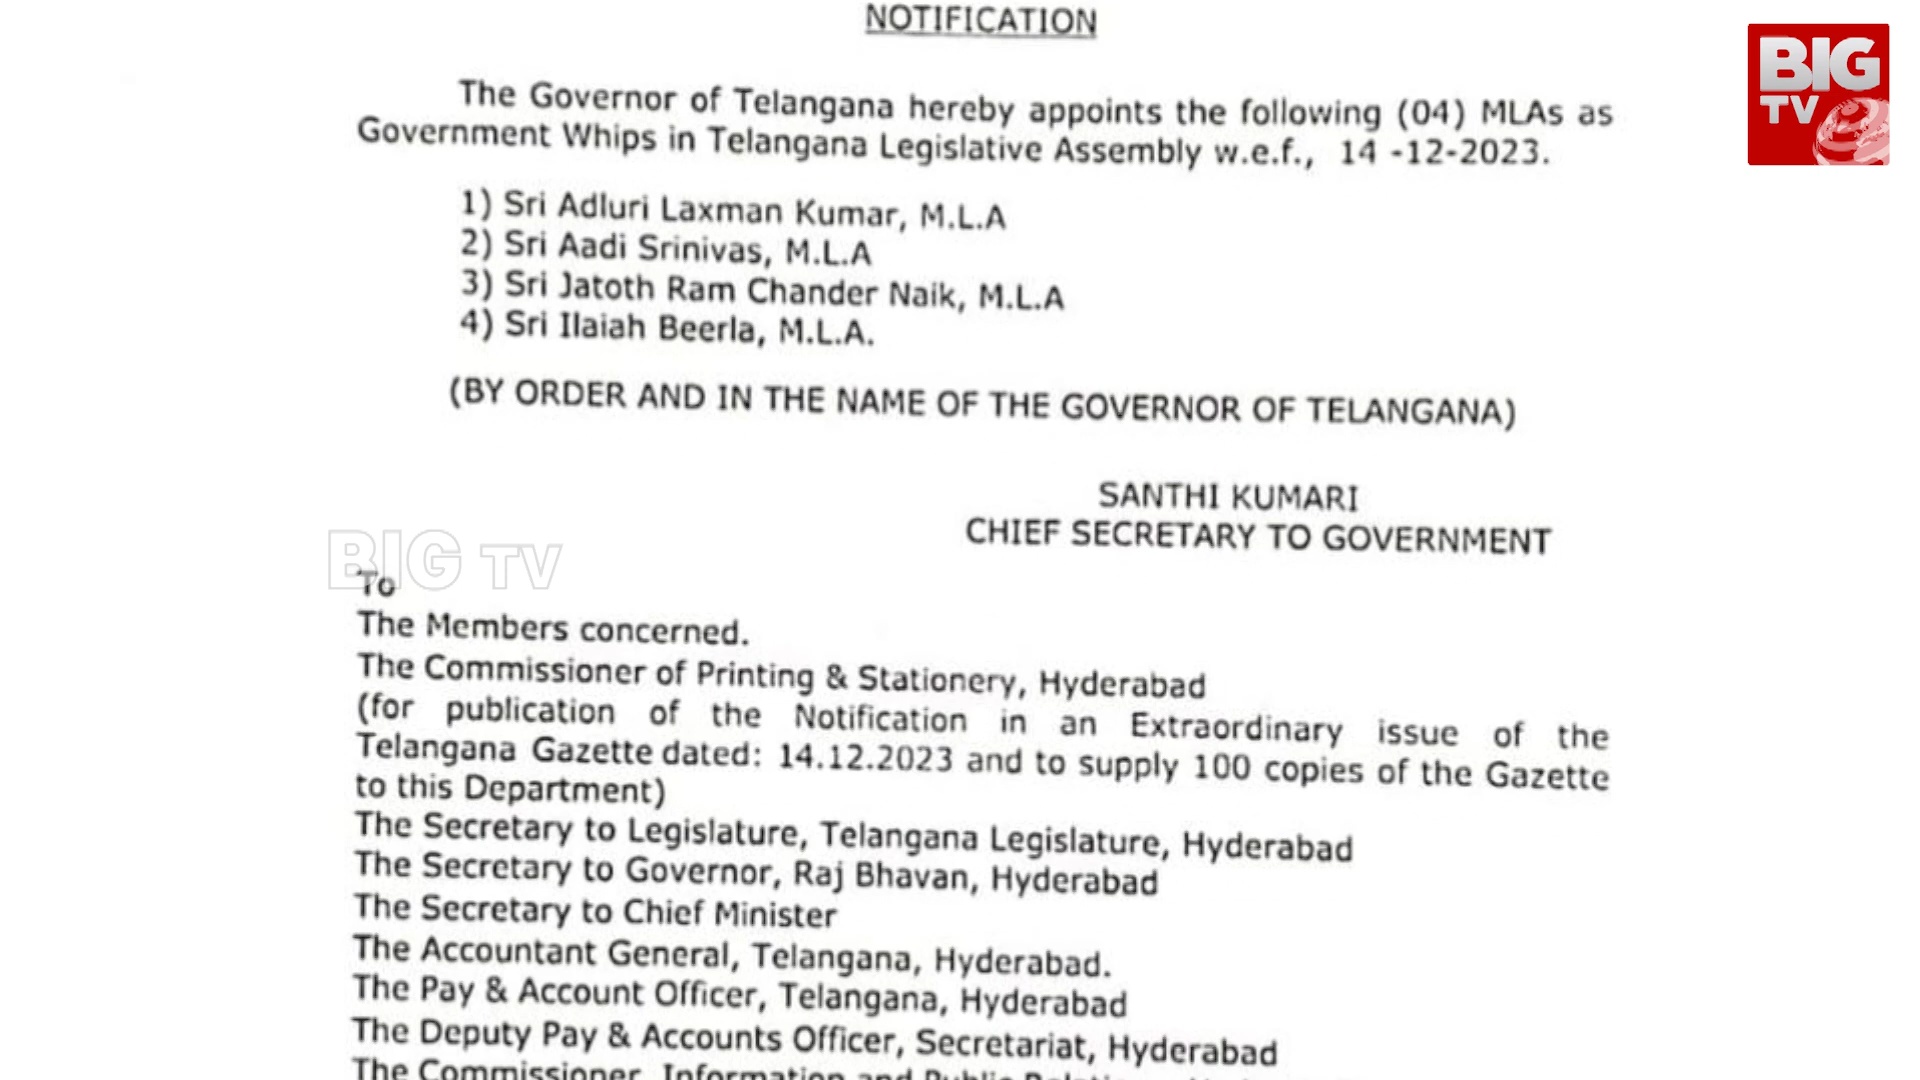 NOTIFICATION
BIG
TV
The Governor of Telangana hereby appoints the following (04) MLAs as
Government Whips in Telangana Legislative Assembly w.e.f., 14 -12-2023.
1) Sri Adluri Laxman Kumar, M.L.A
2) Sri Aadi Srinivas, M.L.A
3) Sri Jatoth Ram Chander Naik, M.L.A
4) Sri Ilaiah Beerla, M.L.A.
(BY ORDER AND IN THE NAME OF THE GOVERNOR OF TELANGANA)
SANTHI KUMARI
CHIEF SECRETARY TO GOVERNMENT
BIG TV
To
The Members concerned.
The Commissioner of Printing & Stationery, Hyderabad
(for publication of the Notification in an Extraordinary issue of the
Telangana Gazette dated: 14.12.2023 and to supply 100 copies of the Gazette
to this Department)
The Secretary to Legislature, Telangana Legislature, Hyderabad
The Secretary to Governor, Raj Bhavan, Hyderabad
The Secretary to Chief Minister
The Accountant General, Telangana, Hyderabad.
The Pay & Account Officer, Telangana, Hyderabad
The Deputy Pay & Accounts Officer, Secretariat, Hyderabad
The Commissioner, Information and Public